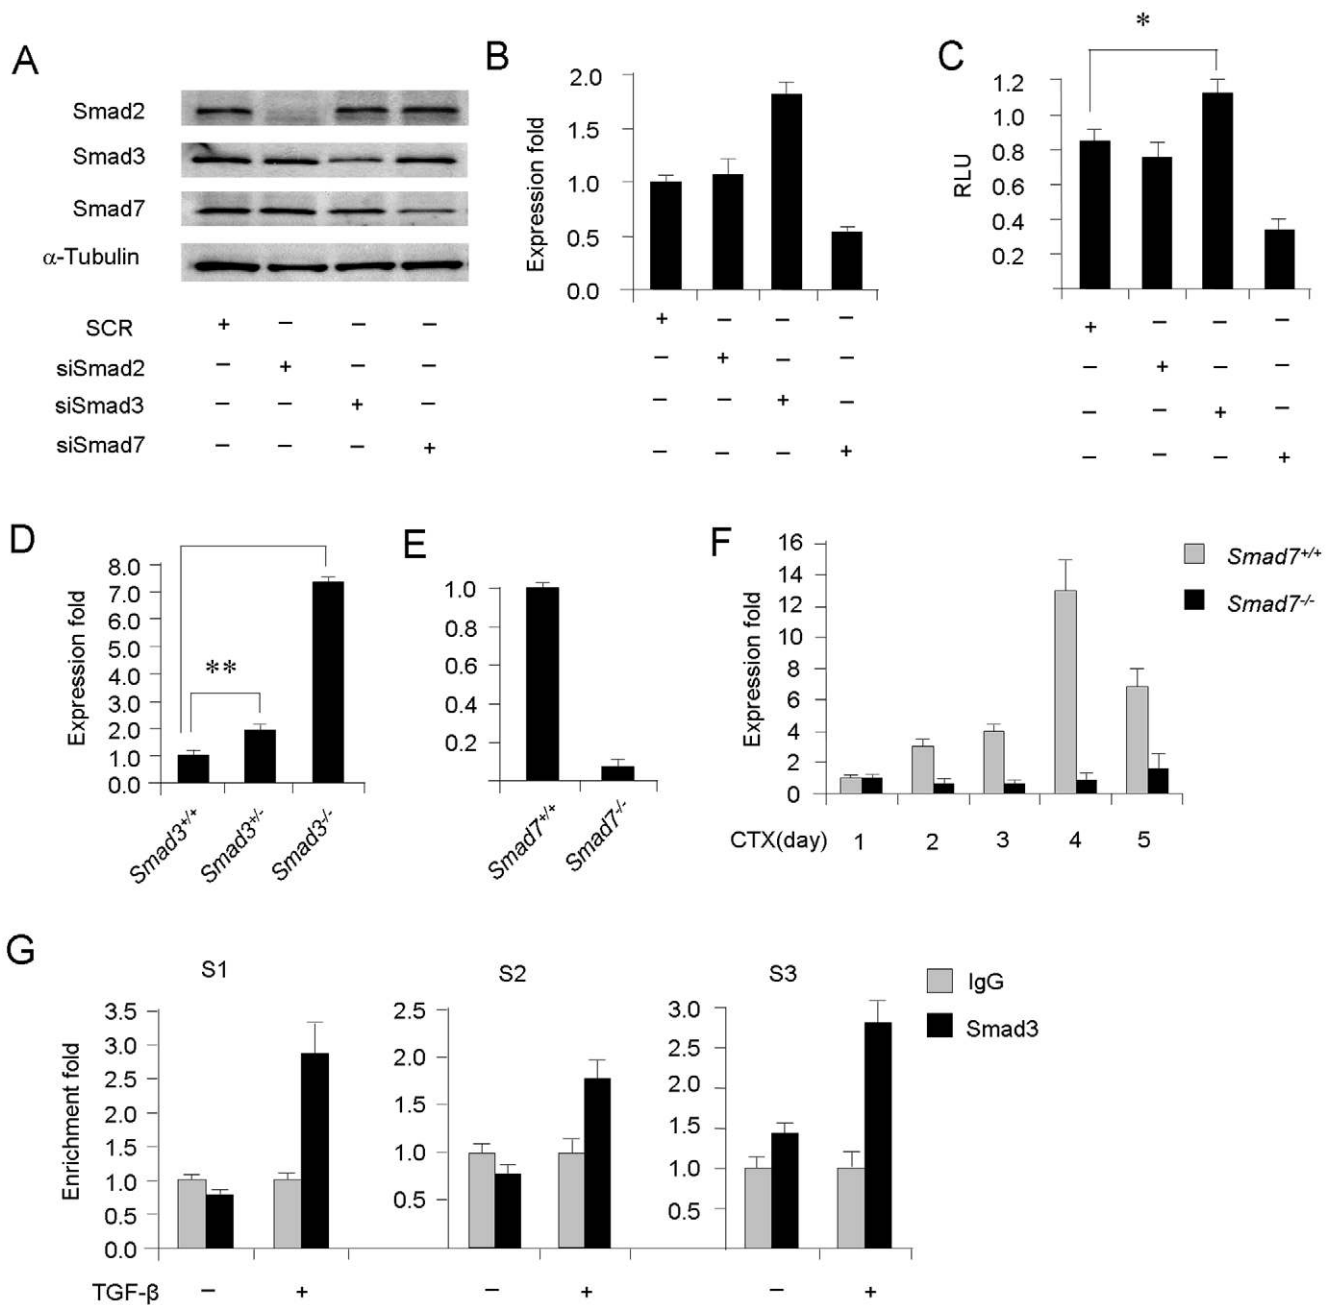 A
Smad2
Smad3
Smad7
α-Tubulin
SCR + − − −
siSmad2 − + − −
siSmad3 − − + −
siSmad7 − − − +
B
Expression fold
2.0
1.5
1.0
0.5
0.0
+ − − −
− + − −
− − + −
− − − +
C
*
RLU
1.2
1.0
0.8
0.6
0.4
0.2
+ − − −
− + − −
− − + −
− − − +
D
Expression fold
8.0
7.0
6.0
5.0
4.0
3.0
2.0
1.0
0.0
**
Smad3+/+
Smad3+/-
Smad3-/-
E
1.0
0.8
0.6
0.4
0.2
Smad7+/+
Smad7-/-
F
Expression fold
16
14
12
10
8
6
4
2
0
CTX(day) 1 2 3 4 5
Smad7+/+
Smad7-/-
G
Enrichment fold
S1
3.5
3.0
2.5
2.0
1.5
1.0
0.5
0.0
S2
2.5
2.0
1.5
1.0
0.5
S3
3.0
2.5
2.0
1.5
1.0
0.5
IgG
Smad3
TGF-β − + − + − +